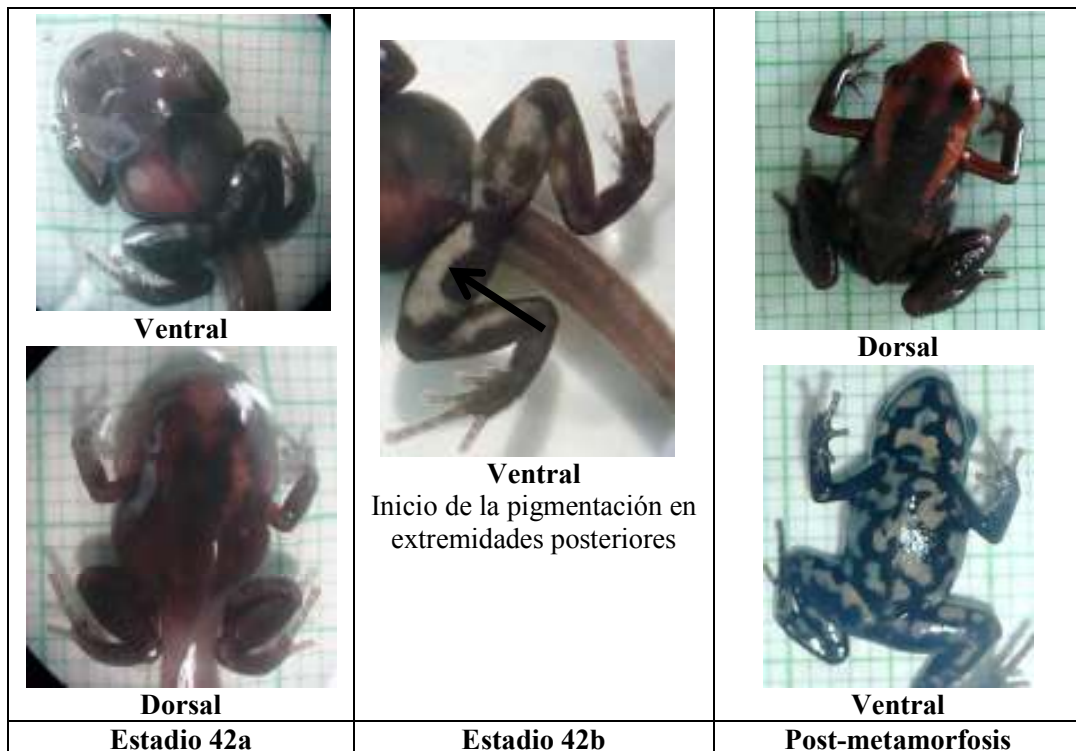 Ventral
Dorsal
Estadio 42a
Ventral
Inicio de la pigmentación en
extremidades posteriores
Estadio 42b
Dorsal
Ventral
Post-metamorfosis